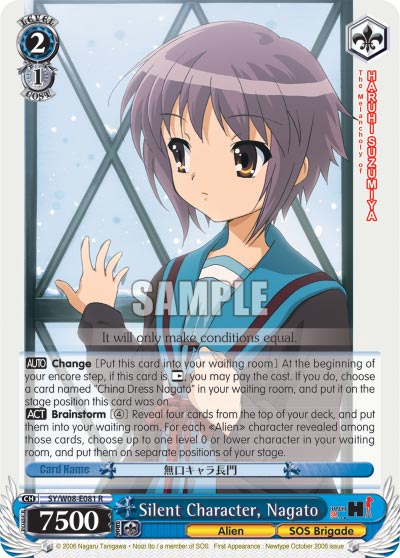 LEVEL
2
1
COST
The Melancholy of
HARUHI SUZUMIYA
SAMPLE
It will only make conditions equal.
AUTO Change [Put this card into your waiting room] At the beginning of
your encore step, if this card is , you may pay the cost. If you do, choose
a card named "China Dress Nagato" in your waiting room, and put it on the
stage position this card was on.
ACT Brainstorm [④] Reveal four cards from the top of your deck, and put
them into your waiting room. For each «Alien» character revealed among
those cards, choose up to one level 0 or lower character in your waiting
room, and put them on separate positions of your stage.
Card Name 無口キャラ長門
CH SY/W08-E081 R
POWER 7500 SOUL Silent Character, Nagato
Alien SOS Brigade
© 2006 Nagaru Tanigawa • Noizi Ito / a member of SOS First Appearance : Newtype October 2006 Issue